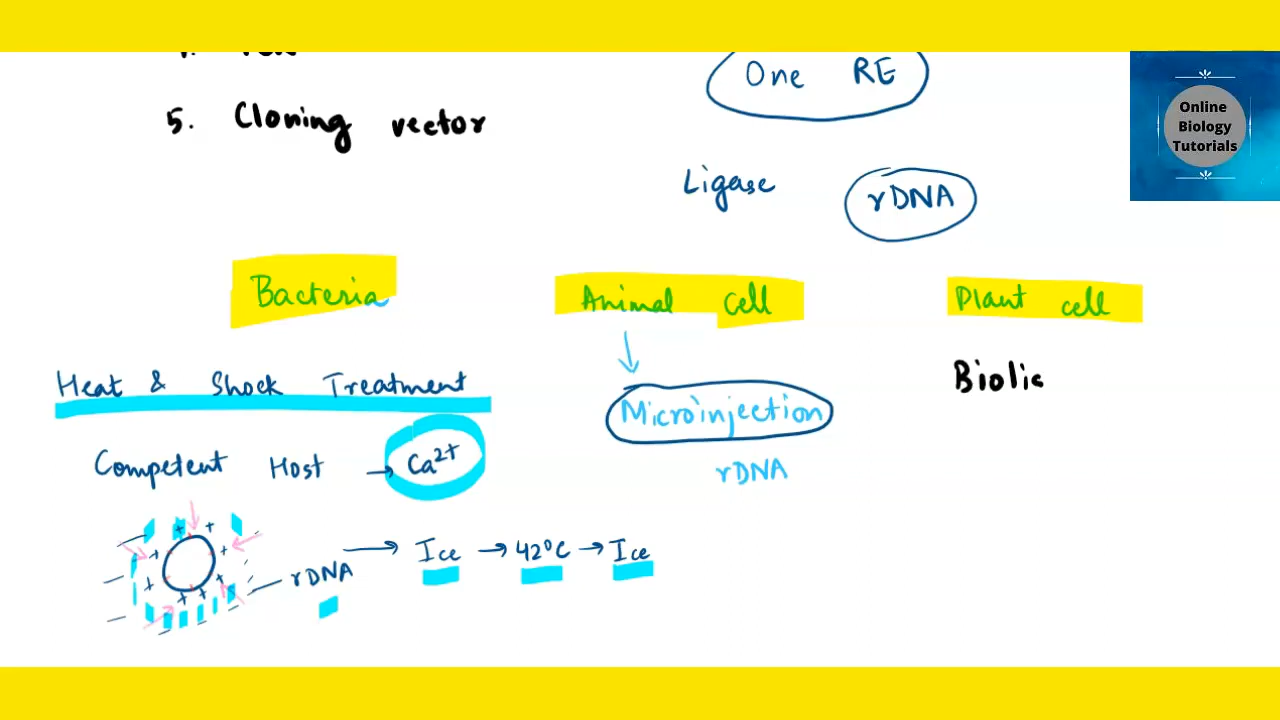 5. Cloning vector
One RE
Ligase rDNA
Online
Biology
Tutorials
Bacteria
Animal cell
Plant cell
Heat & Shock Treatment
Competent Host → Ca²⁺
rDNA → Ice → 42°C → Ice
Microinjection
rDNA
Biolic